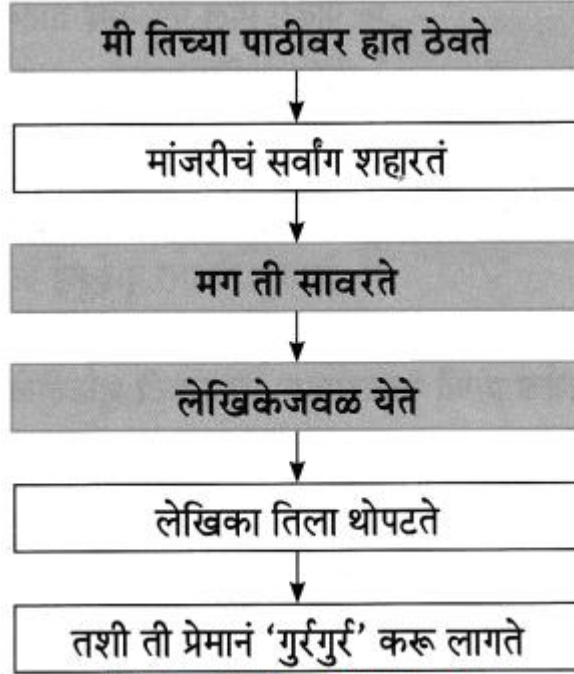 मी तिच्या पाठीवर हात ठेवते
मांजरीचं सर्वांग शहारतं
मग ती सावरते
लेखिकेजवळ येते
लेखिका तिला थोपटते
तशी ती प्रेमानं ‘गुर्रगुर्र’ करू लागते